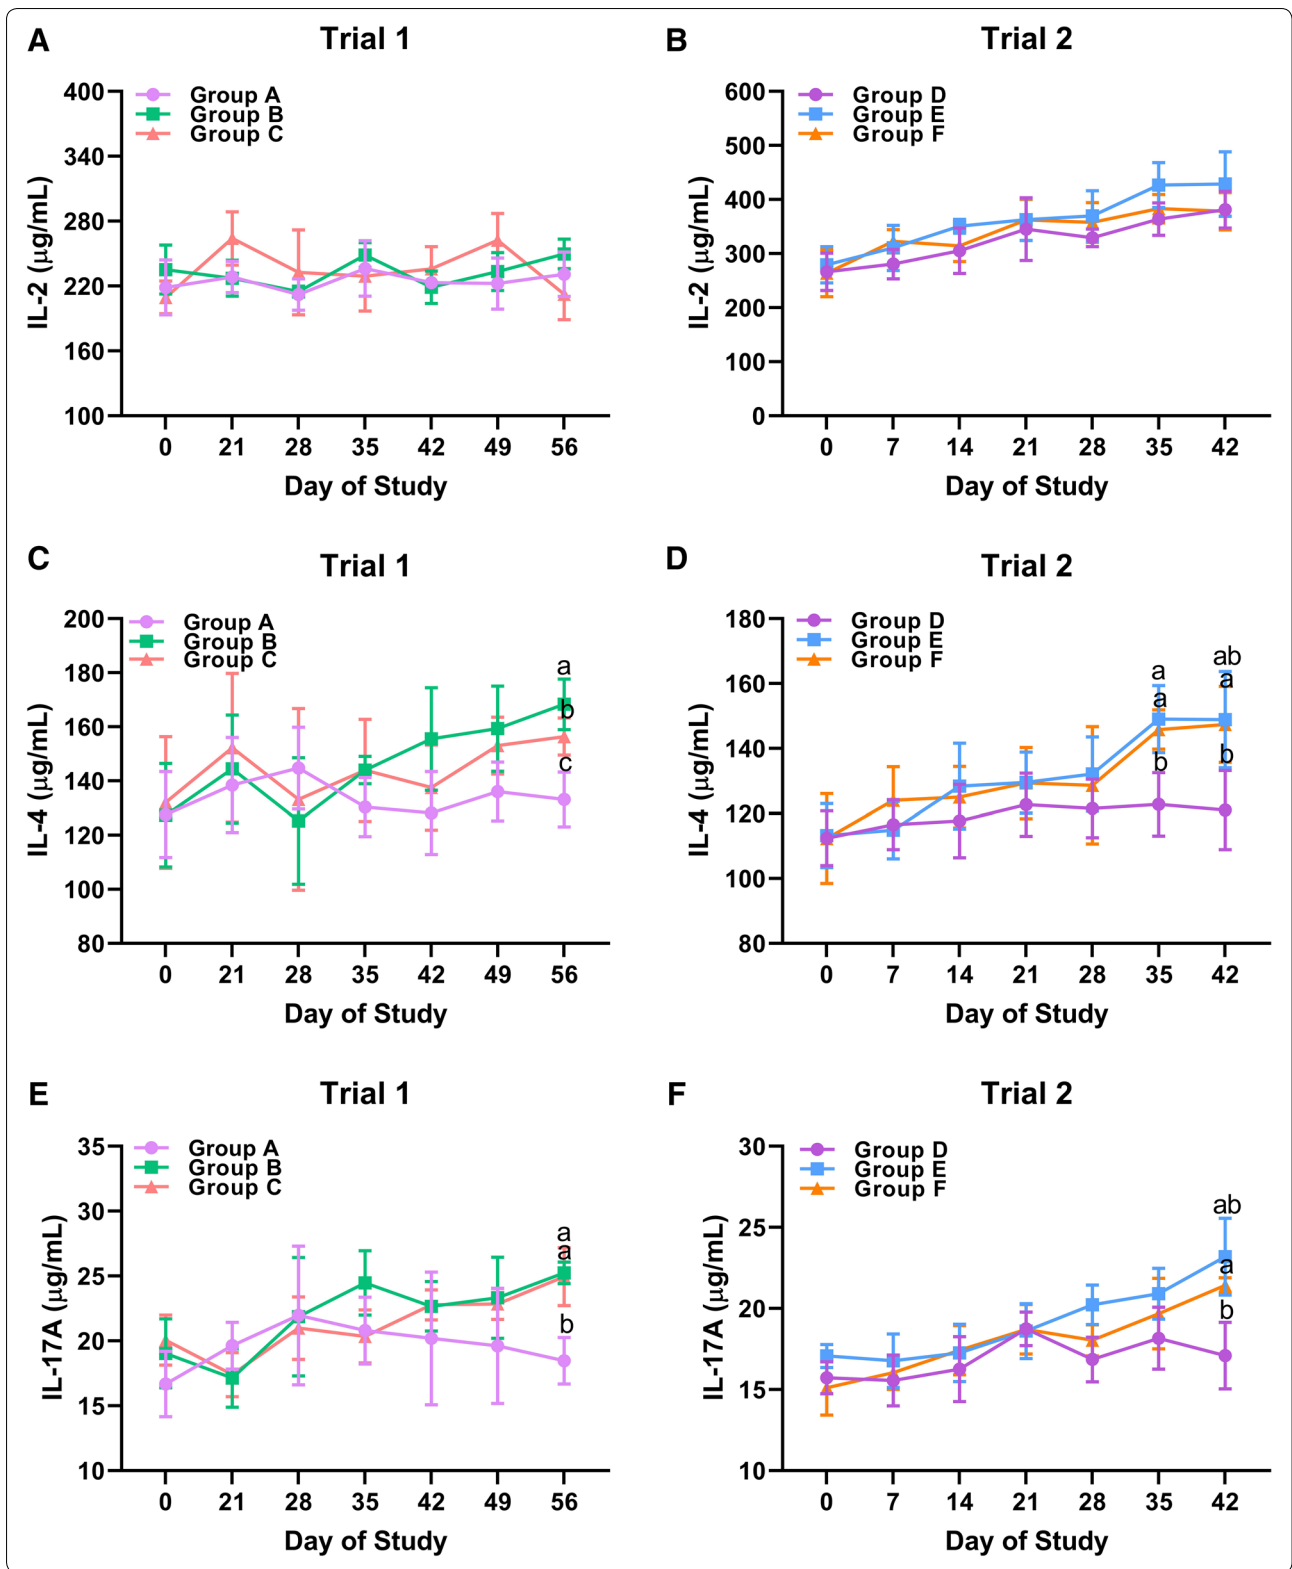 A
Trial 1
Group A
Group B
Group C
400
340
280
220
160
100
IL-2 (μg/mL)
0 21 28 35 42 49 56
Day of Study
B
Trial 2
Group D
Group E
Group F
600
500
400
300
200
100
0
IL-2 (μg/mL)
0 7 14 21 28 35 42
Day of Study
C
Trial 1
Group A
Group B
Group C
200
180
160
140
120
100
80
IL-4 (μg/mL)
a
b
c
0 21 28 35 42 49 56
Day of Study
D
Trial 2
Group D
Group E
Group F
180
160
140
120
100
80
IL-4 (μg/mL)
a
a
b
ab
a
b
0 7 14 21 28 35 42
Day of Study
E
Trial 1
Group A
Group B
Group C
35
30
25
20
15
10
IL-17A (μg/mL)
a
a
b
0 21 28 35 42 49 56
Day of Study
F
Trial 2
Group D
Group E
Group F
30
25
20
15
10
IL-17A (μg/mL)
ab
a
b
0 7 14 21 28 35 42
Day of Study